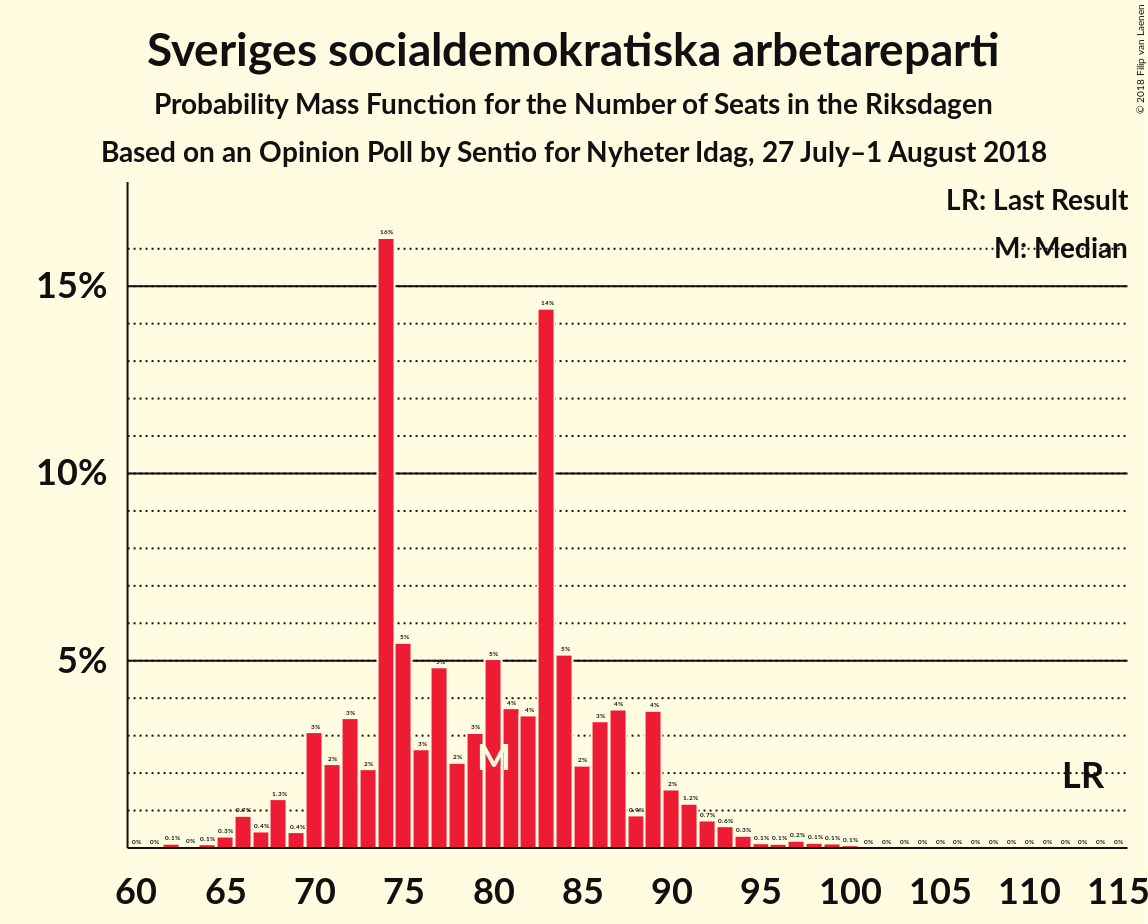 Sveriges socialdemokratiska arbetareparti
Probability Mass Function for the Number of Seats in the Riksdagen
Based on an Opinion Poll by Sentio for Nyheter Idag, 27 July–1 August 2018
© 2018 Filip van Laenen
LR: Last Result
M: Median
15%
10%
5%
0% 0% 0.1% 0% 0.1% 0.3% 0.9% 0.4% 1.3% 0.4% 3% 2% 3% 2% 16% 5% 3% 5% 2% 3% 5% 4% 4% 14% 5% 2% 3% 4% 0.9% 4% 2% 1.2% 0.7% 0.6% 0.3% 0.1% 0.1% 0.2% 0.1% 0.1% 0.1% 0% 0% 0% 0% 0% 0% 0% 0% 0% 0% 0% 0% 0% 0% 0%
M
LR
60 65 70 75 80 85 90 95 100 105 110 115